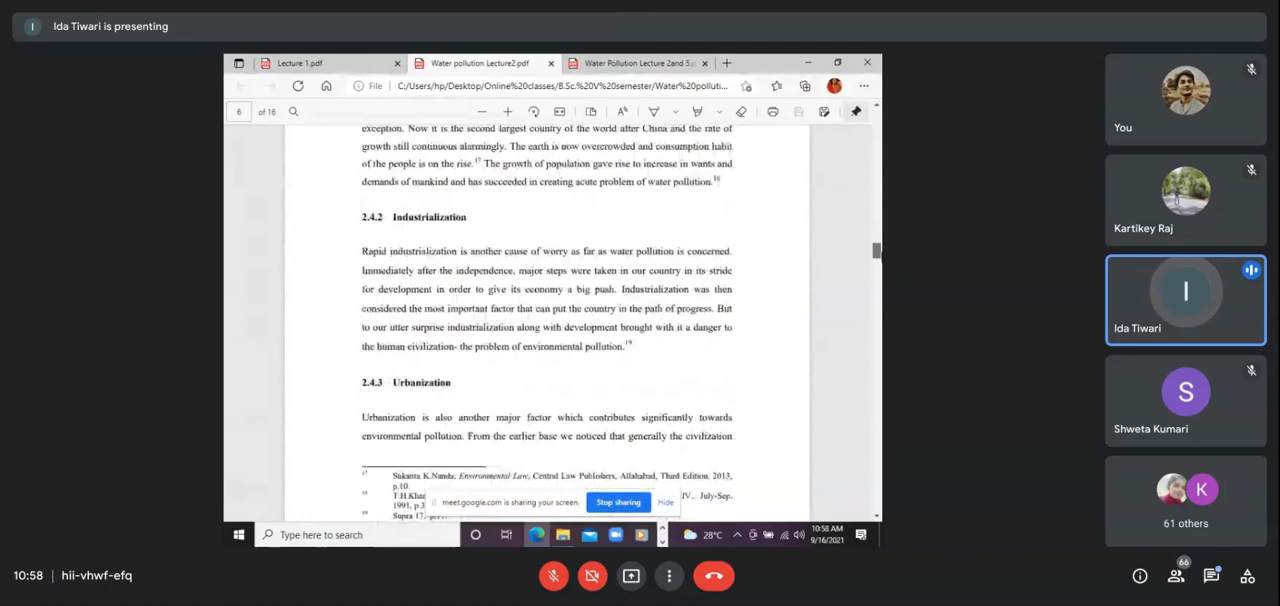 I Ida Tiwari is presenting
Lecture 1.pdf
Water pollution Lecture2.pdf
Water Pollution Lecture 2and 5.p
File
C:/Users/hp/Desktop/Online%20classes/B.Sc.%20V%20semester/Water%20polluti...
6 of 16
exception. Now it is the second largest country of the world after China and the rate of
growth still continuous alarmingly. The earth is now overcrowded and consumption habit
of the people is on the rise.17 The growth of population gave rise to increase in wants and
demands of mankind and has succeeded in creating acute problem of water pollution.18
2.4.2 Industrialization
Rapid industrialization is another cause of worry as far as water pollution is concerned.
Immediately after the independence, major steps were taken in our country in its stride
for development in order to give its economy a big push. Industrialization was then
considered the most important factor that can put the country in the path of progress. But
to our utter surprise industrialization along with development brought with it a danger to
the human civilization- the problem of environmental pollution.19
2.4.3 Urbanization
Urbanization is also another major factor which contributes significantly towards
environmental pollution. From the earlier base we noticed that generally the civilization
17 Sukanta K.Nanda, Environmental Law, Central Law Publishers, Allahabad, Third Edition, 2013,
p.10.
18 T.H.Khan IV., July-Sep.
1991, p.3
19 Supra 17,
meet.google.com is sharing your screen. Stop sharing Hide
Type here to search
28°C
10:58 AM
9/16/2021
You
Kartikey Raj
I
Ida Tiwari
S
Shweta Kumari
K
61 others
10:58 | hii-vhwf-efq
66